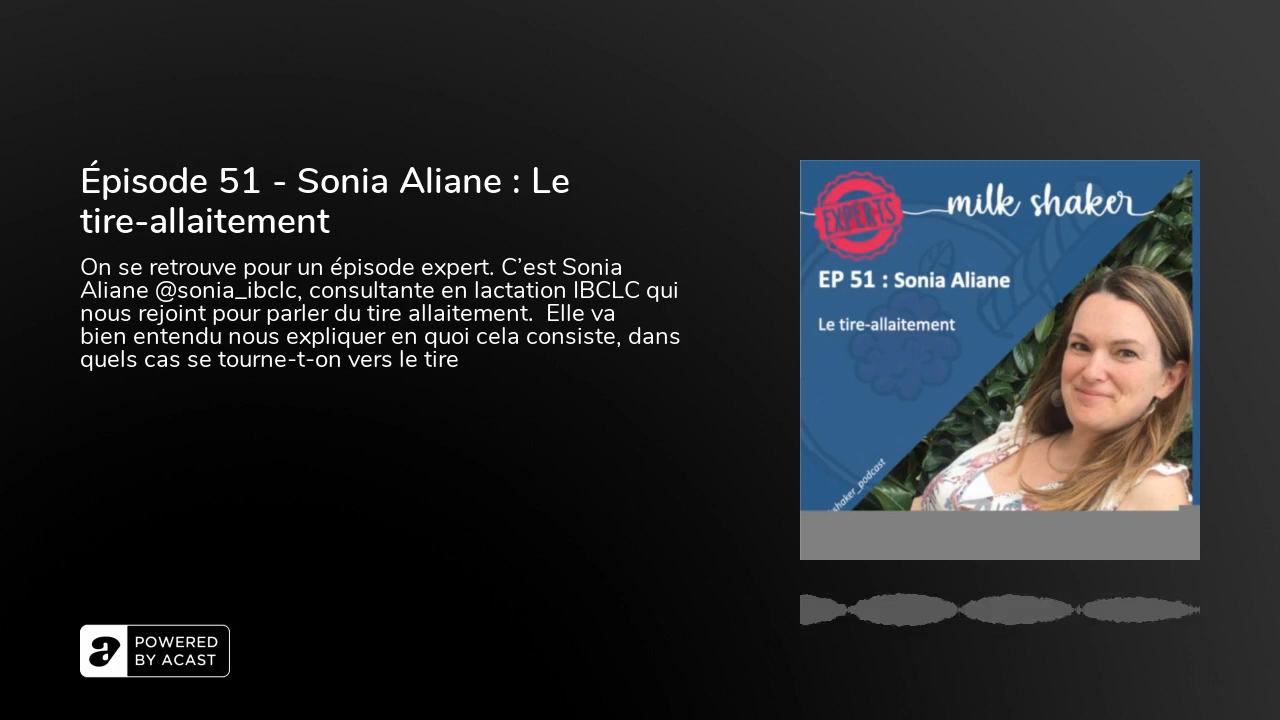 Épisode 51 - Sonia Aliane : Le
tire-allaitement
On se retrouve pour un épisode expert. C’est Sonia
Aliane @sonia_ibclc, consultante en lactation IBCLC qui
nous rejoint pour parler du tire allaitement.  Elle va
bien entendu nous expliquer en quoi cela consiste, dans
quels cas se tourne-t-on vers le tire
EXPERTS
milk shaker
EP 51 : Sonia Aliane
Le tire-allaitement
shaker_podcast
a
POWERED
BY ACAST